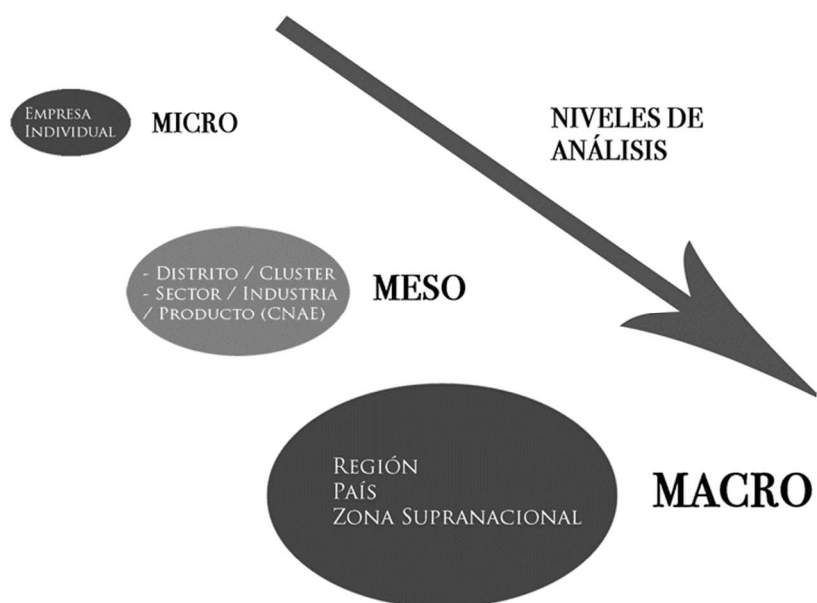 EMPRESA
INDIVIDUAL
MICRO
NIVELES DE
ANÁLISIS
- DISTRITO / CLUSTER
- SECTOR / INDUSTRIA
/ PRODUCTO (CNAE)
MESO
REGIÓN
PAÍS
ZONA SUPRANACIONAL
MACRO